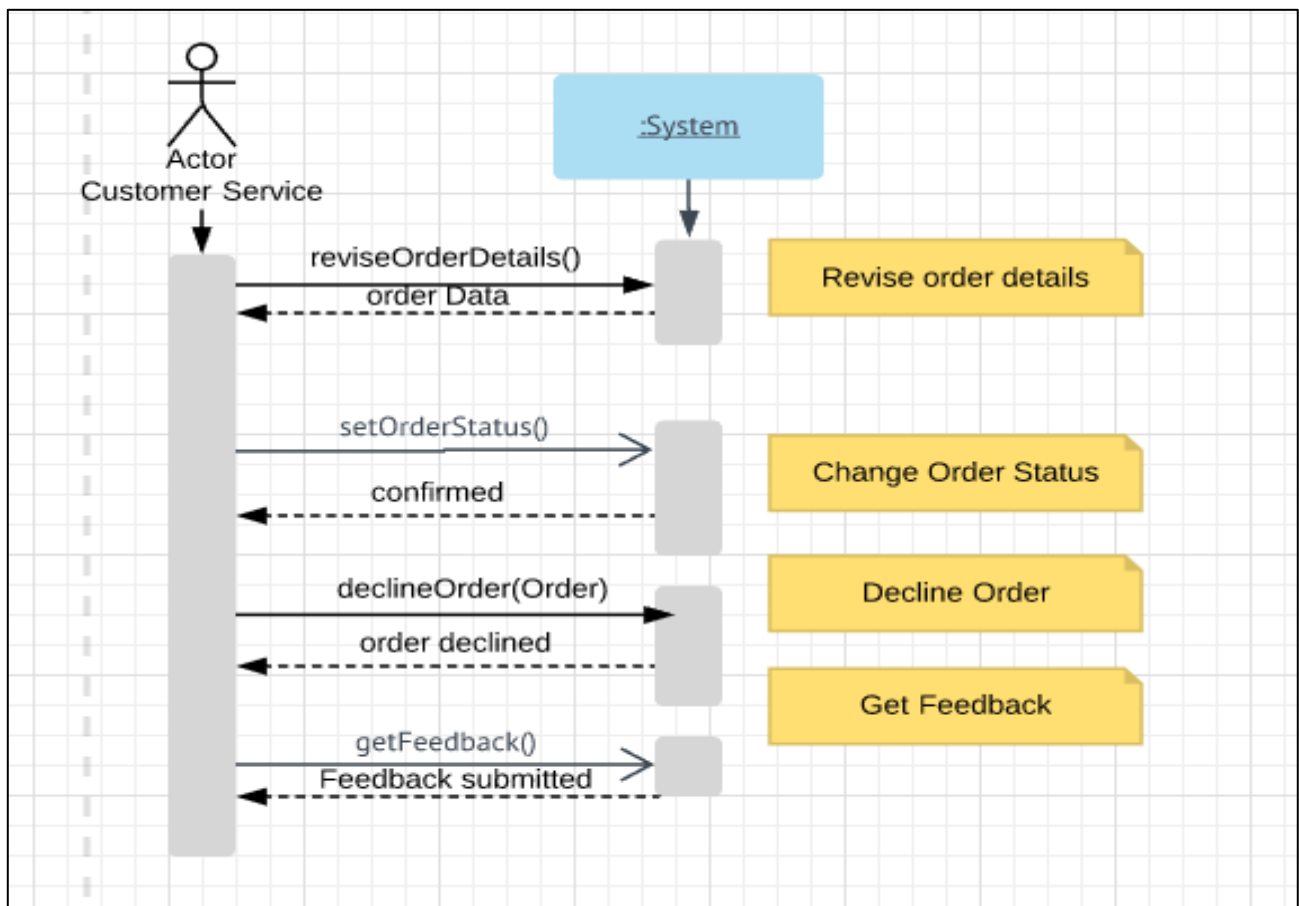 :System
Actor
Customer Service
reviseOrderDetails()
Revise order details
order Data
setOrderStatus()
Change Order Status
confirmed
declineOrder(Order)
Decline Order
order declined
Get Feedback
getFeedback()
Feedback submitted